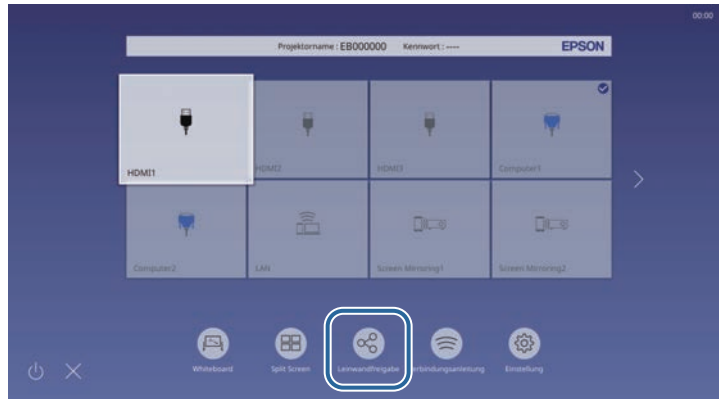 00:00
Projektorname : EB000000 Kennwort : ---- EPSON
HDMI1 HDMI2 HDMI3 Computer1
Computer2 LAN Screen Mirroring1 Screen Mirroring2
Whiteboard Split Screen Leinwandfreigabe Verbindungsanleitung Einstellung